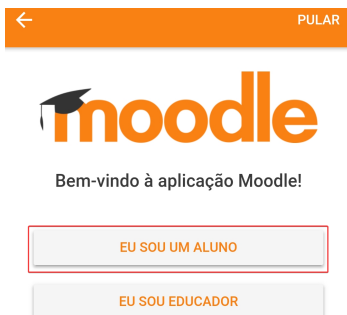 PULAR
moodle
Bem-vindo à aplicação Moodle!
EU SOU UM ALUNO
EU SOU EDUCADOR